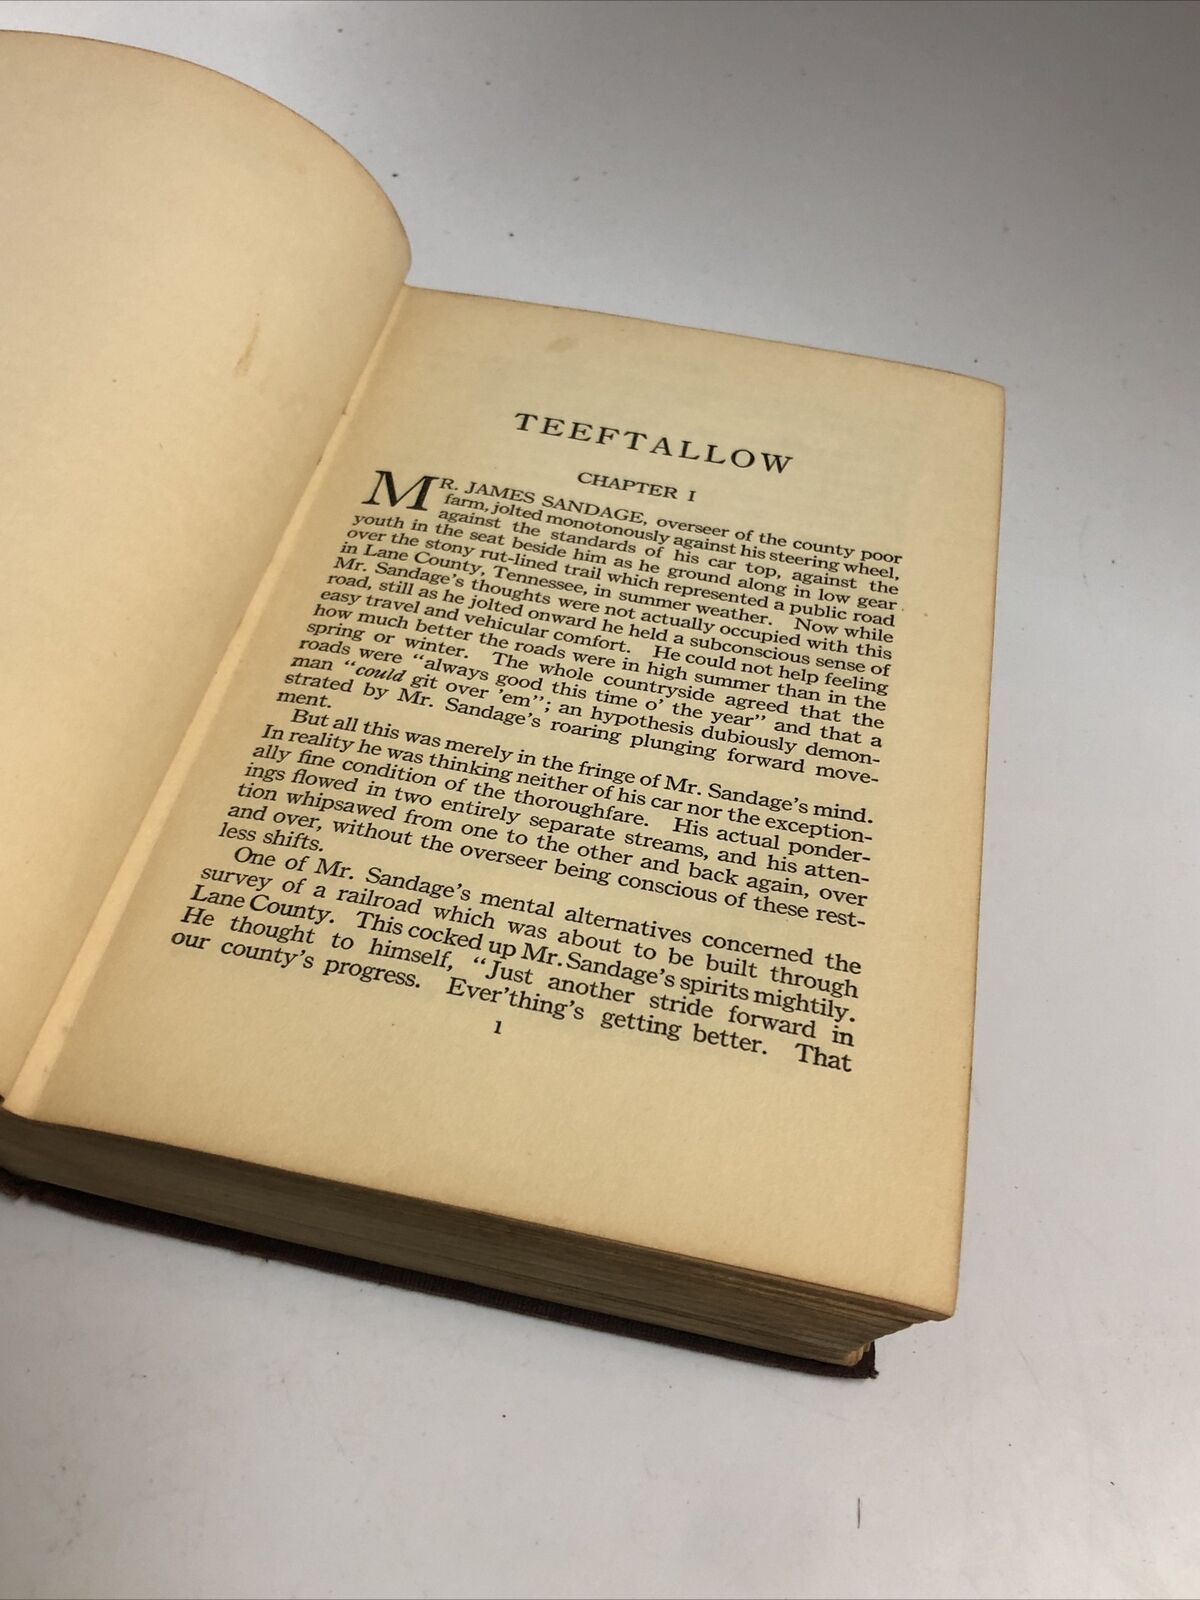 TEEFTALLOW
CHAPTER I
MR. JAMES SANDAGE, overseer of the county poor
farm, jolted monotonously against his steering wheel,
against the standards of his car top, against the
youth in the seat beside him as he ground along in low gear
over the stony rut-lined trail which represented a public road
in Lane County, Tennessee, in summer weather. Now while
Mr. Sandage's thoughts were not actually occupied with this
road, still as he jolted onward he held a subconscious sense of
easy travel and vehicular comfort. He could not help feeling
how much better the roads were in high summer than in the
spring or winter. The whole countryside agreed that the
roads were "always good this time o' the year" and that a
man "could git over 'em"; an hypothesis dubiously demon-
strated by Mr. Sandage's roaring plunging forward move-
ment.
But all this was merely in the fringe of Mr. Sandage's mind.
In reality he was thinking neither of his car nor the exception-
ally fine condition of the thoroughfare. His actual ponder-
ings flowed in two entirely separate streams, and his atten-
tion whipsawed from one to the other and back again, over
and over, without the overseer being conscious of these rest-
less shifts.
One of Mr. Sandage's mental alternatives concerned the
survey of a railroad which was about to be built through
Lane County. This cocked up Mr. Sandage's spirits mightily.
He thought to himself, "Just another stride forward in
our county's progress. Ever'thing's getting better. That
1